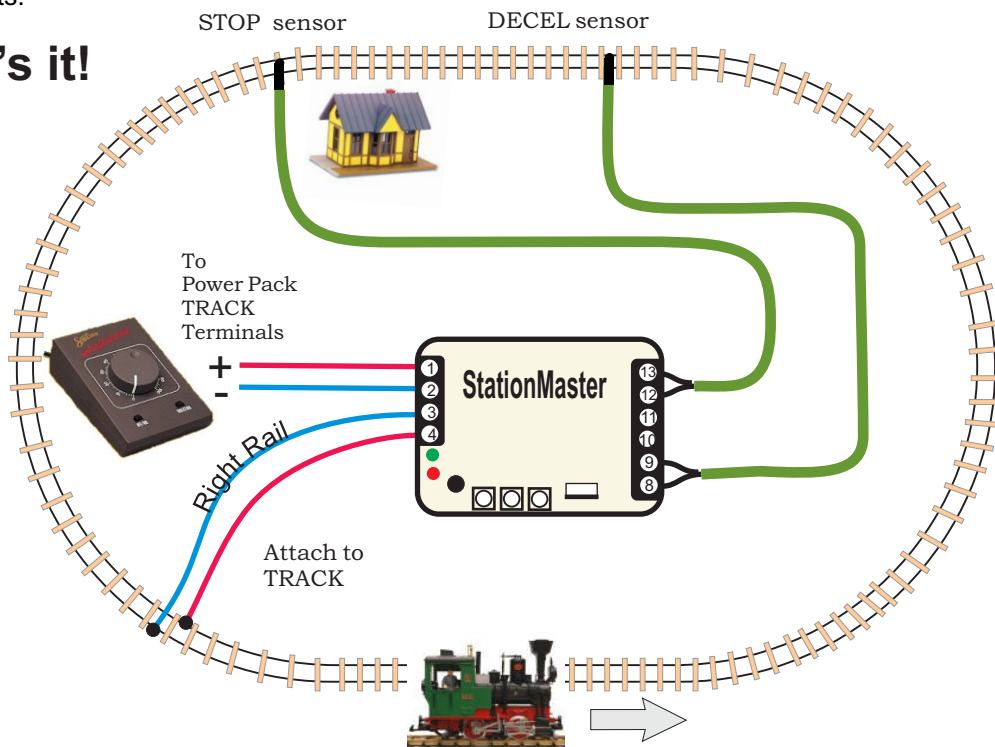 ts.
's it!
STOP sensor
DECEL sensor
To
Power Pack
TRACK
Terminals
+
-
StationMaster
1
2
3
4
13
12
11
10
9
8
Right Rail
Attach to
TRACK